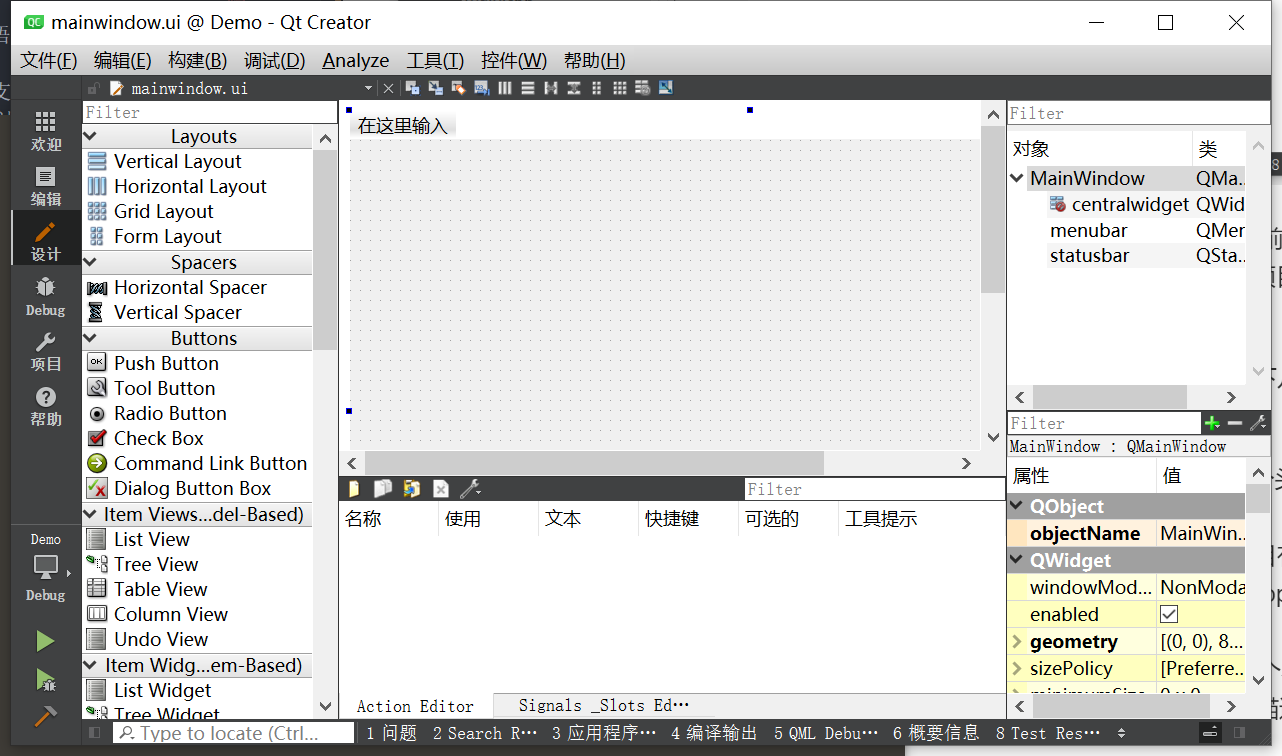 mainwindow.ui @ Demo - Qt Creator
文件(F) 编辑(E) 构建(B) 调试(D) Analyze 工具(T) 控件(W) 帮助(H)
mainwindow.ui
欢迎
编辑
设计
Debug
项目
帮助
Demo
Debug
Filter
Layouts
Vertical Layout
Horizontal Layout
Grid Layout
Form Layout
Spacers
Horizontal Spacer
Vertical Spacer
Buttons
OK Push Button
Tool Button
Radio Button
Check Box
Command Link Button
Dialog Button Box
Item Views...del-Based)
List View
Tree View
Table View
Column View
Undo View
Item Widg...em-Based)
List Widget
Tree Widget
在这里输入
Filter
名称 使用 文本 快捷键 可选的 工具提示
Action Editor Signals _Slots Ed…
Filter
对象 类
MainWindow QMa...
centralwidget QWid
menubar QMer
statusbar QSta...
Filter
MainWindow : QMainWindow
属性 值
QObject
objectName MainWin...
QWidget
windowMod... NonModa
enabled
geometry [(0, 0), 8...
sizePolicy [Preferre...
minimumSize 0 x 0
Type to locate (Ctrl... 1 问题 2 Search R… 3 应用程序… 4 编译输出 5 QML Debu… 6 概要信息 8 Test Res…